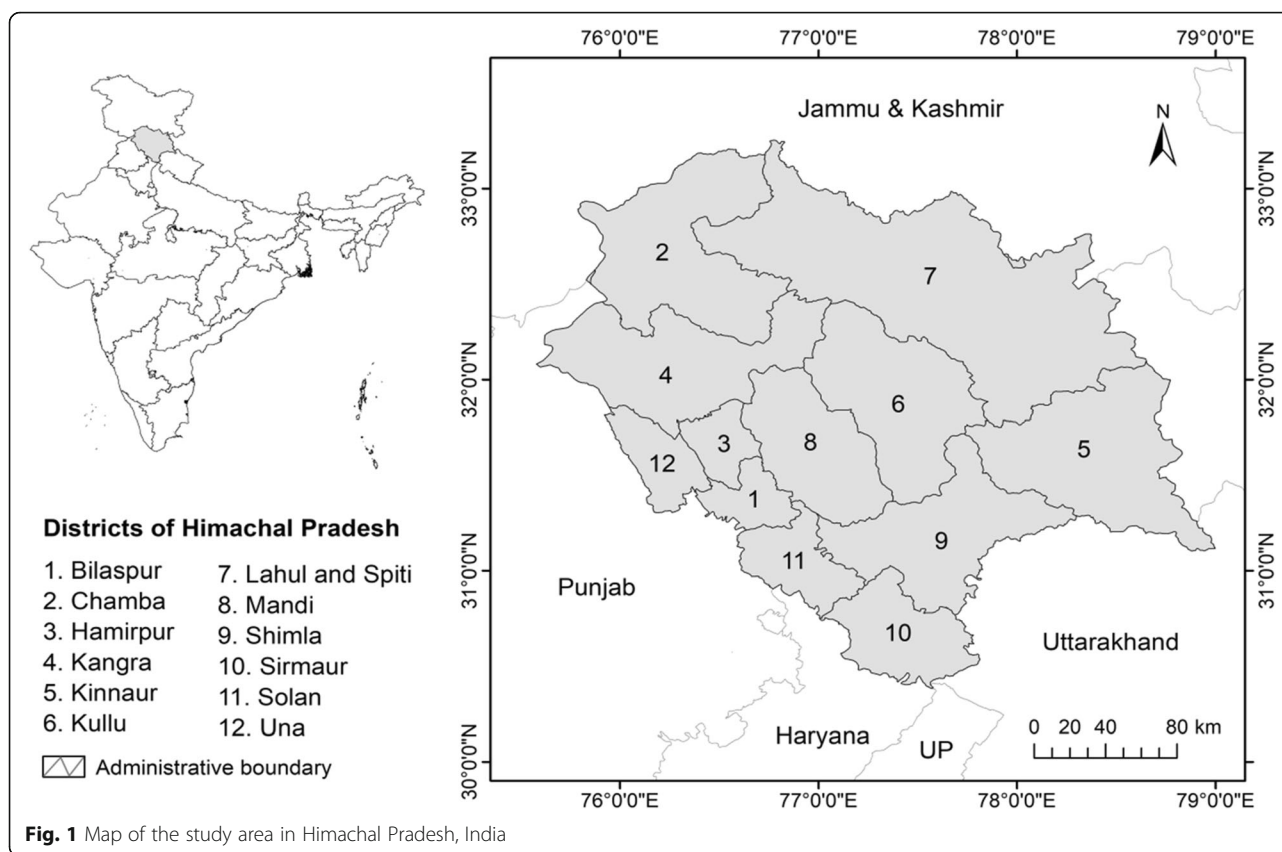 76°0'0"E 77°0'0"E 78°0'0"E 79°0'0"E
Jammu & Kashmir
N
33°0'0"N
33°0'0"N
2
7
4
32°0'0"N
32°0'0"N
6
3
8
5
12
1
9
11
31°0'0"N
31°0'0"N
Punjab
10
Uttarakhand
Haryana
UP
0 20 40 80 km
30°0'0"N
30°0'0"N
76°0'0"E 77°0'0"E 78°0'0"E 79°0'0"E
Districts of Himachal Pradesh
1. Bilaspur
2. Chamba
3. Hamirpur
4. Kangra
5. Kinnaur
6. Kullu
7. Lahul and Spiti
8. Mandi
9. Shimla
10. Sirmaur
11. Solan
12. Una
Administrative boundary
Fig. 1 Map of the study area in Himachal Pradesh, India